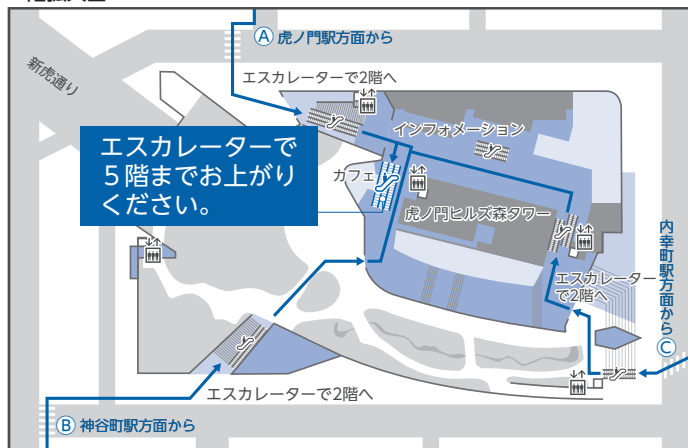 Ⓐ 虎ノ門駅方面から
新虎通り
エスカレーターで2階へ
インフォメーション
エスカレーターで
5階までお上がり
ください。
カフェ
虎ノ門ヒルズ森タワー
内幸町駅方面から Ⓒ
エスカレーター
で2階へ
エスカレーターで2階へ
Ⓑ 神谷町駅方面から